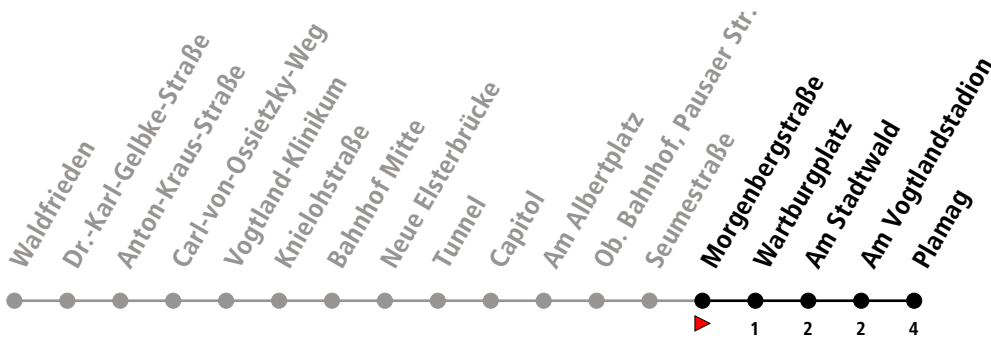 Waldfrieden
Dr.-Karl-Gelbke-Straße
Anton-Kraus-Straße
Carl-von-Ossietzky-Weg
Vogtland-Klinikum
Knielohstraße
Bahnhof Mitte
Neue Elsterbrücke
Tunnel
Capitol
Am Albertplatz
Ob. Bahnhof, Pausaer Str.
Seumestraße
Morgenbergstraße
Wartburgplatz
Am Stadtwald
Am Vogtlandstadion
Plamag
1 2 2 4